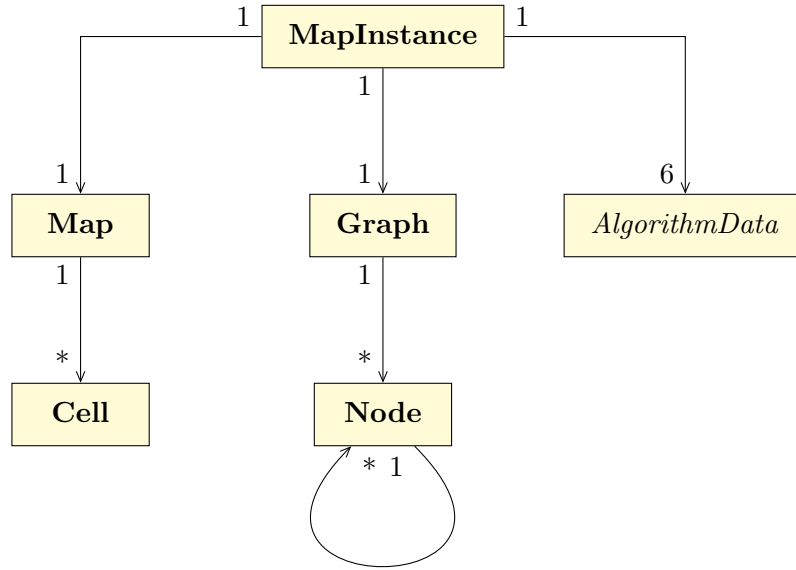 1 MapInstance 1
1
1 1 6
Map Graph AlgorithmData
1 1
* *
Cell Node
* 1